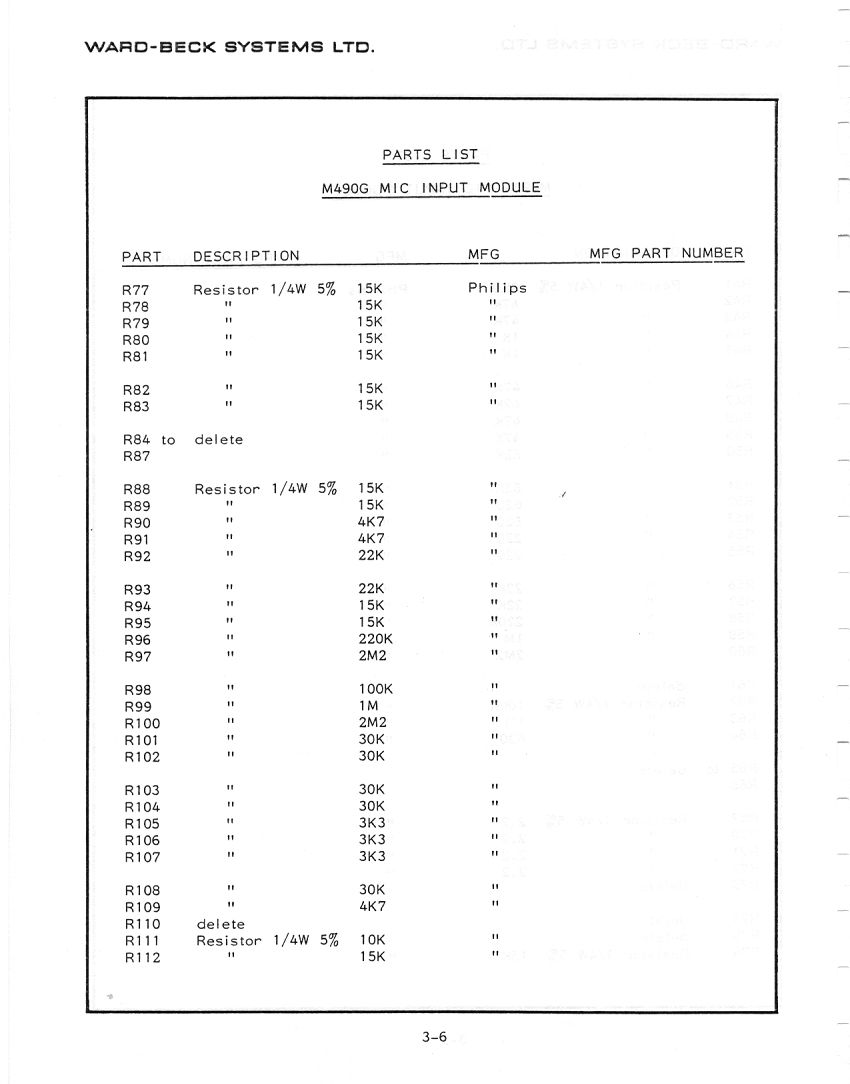 WARD-BECK SYSTEMS LTD.
PARTS LIST
M490G MIC INPUT MODULE
PART DESCRIPTION MFG MFG PART NUMBER
R77 Resistor 1/4W 5% 15K Philips
R78 " 15K "
R79 " 15K "
R80 " 15K "
R81 " 15K "
R82 " 15K "
R83 " 15K "
R84 to delete
R87
R88 Resistor 1/4W 5% 15K "
R89 " 15K "
R90 " 4K7 "
R91 " 4K7 "
R92 " 22K "
R93 " 22K "
R94 " 15K "
R95 " 15K "
R96 " 220K "
R97 " 2M2 "
R98 " 100K "
R99 " 1M "
R100 " 2M2 "
R101 " 30K "
R102 " 30K "
R103 " 30K "
R104 " 30K "
R105 " 3K3 "
R106 " 3K3 "
R107 " 3K3 "
R108 " 30K "
R109 " 4K7 "
R110 delete
R111 Resistor 1/4W 5% 10K "
R112 " 15K "
3-6